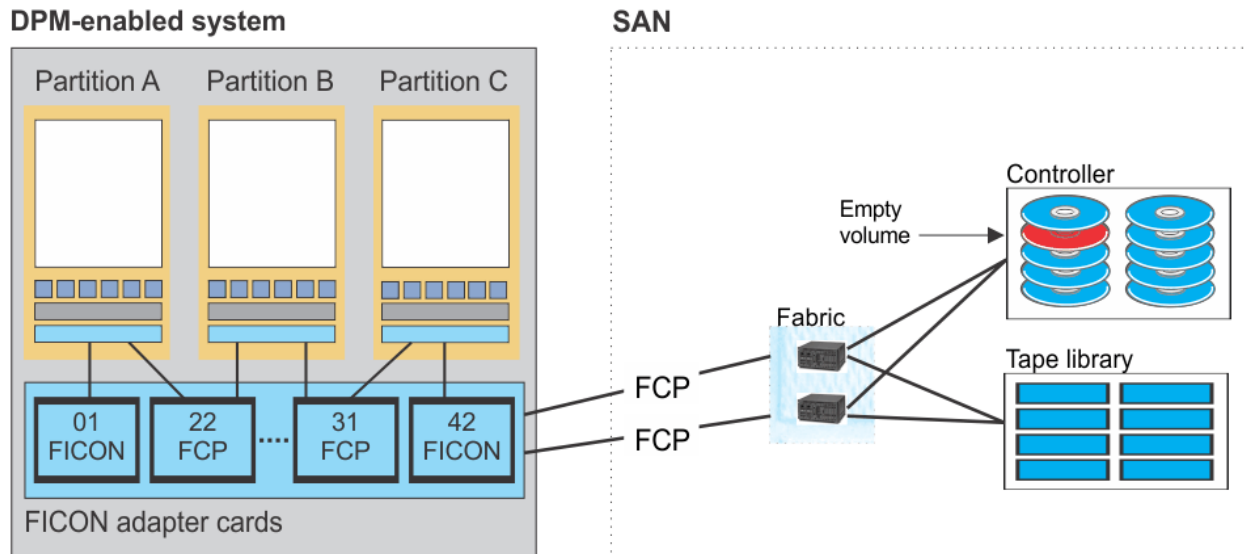 DPM-enabled system
SAN
Partition A
Partition B
Partition C
Controller
Empty
volume
Fabric
Tape library
FCP
FCP
01
FICON
22
FCP
....
31
FCP
42
FICON
FICON adapter cards